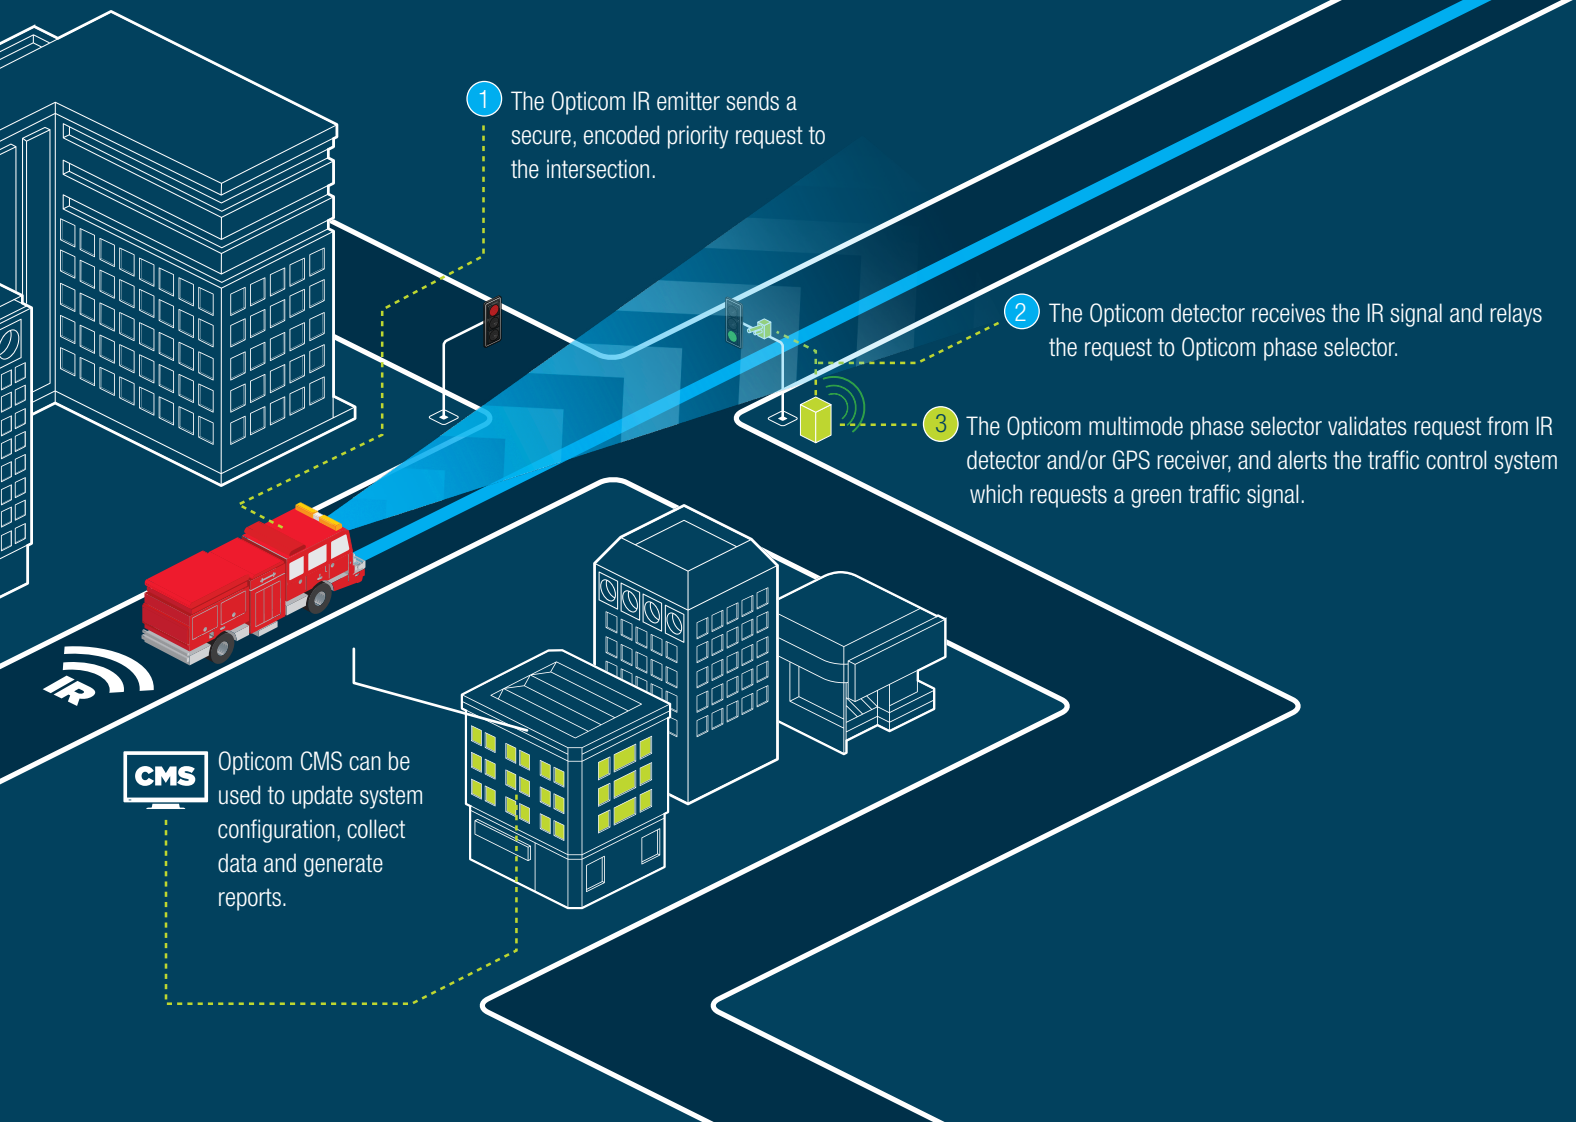 1
The Opticom IR emitter sends a
secure, encoded priority request to
the intersection.
2
The Opticom detector receives the IR signal and relays
the request to Opticom phase selector.
3
The Opticom multimode phase selector validates request from IR
detector and/or GPS receiver, and alerts the traffic control system
which requests a green traffic signal.
IR
CMS
Opticom CMS can be
used to update system
configuration, collect
data and generate
reports.